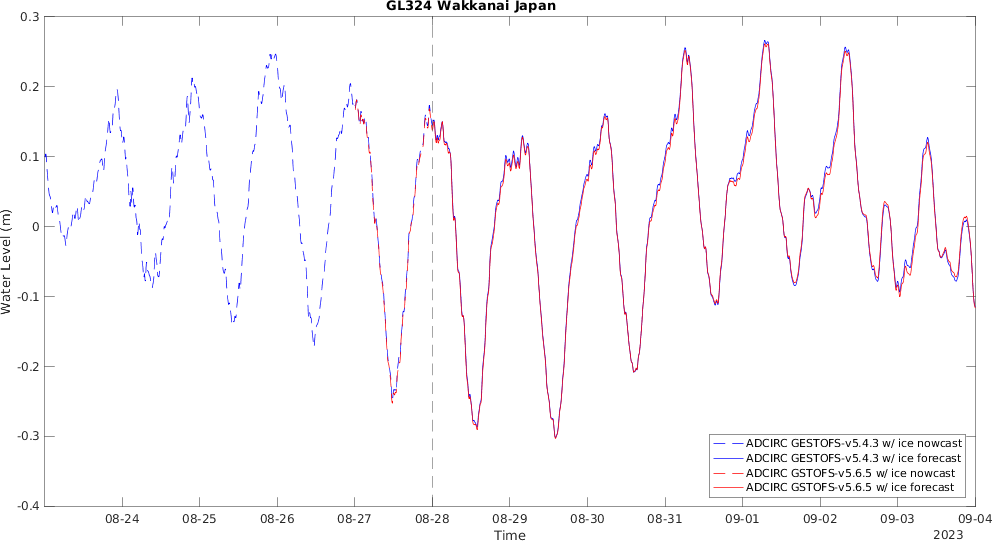 GL324 Wakkanai Japan
Water Level (m)
0.3
0.2
0.1
0
-0.1
-0.2
-0.3
-0.4
ADCIRC GESTOFS-v5.4.3 w/ ice nowcast
ADCIRC GESTOFS-v5.4.3 w/ ice forecast
ADCIRC GSTOFS-v5.6.5 w/ ice nowcast
ADCIRC GSTOFS-v5.6.5 w/ ice forecast
08-24 08-25 08-26 08-27 08-28 08-29 08-30 08-31 09-01 09-02 09-03 09-04
Time
2023